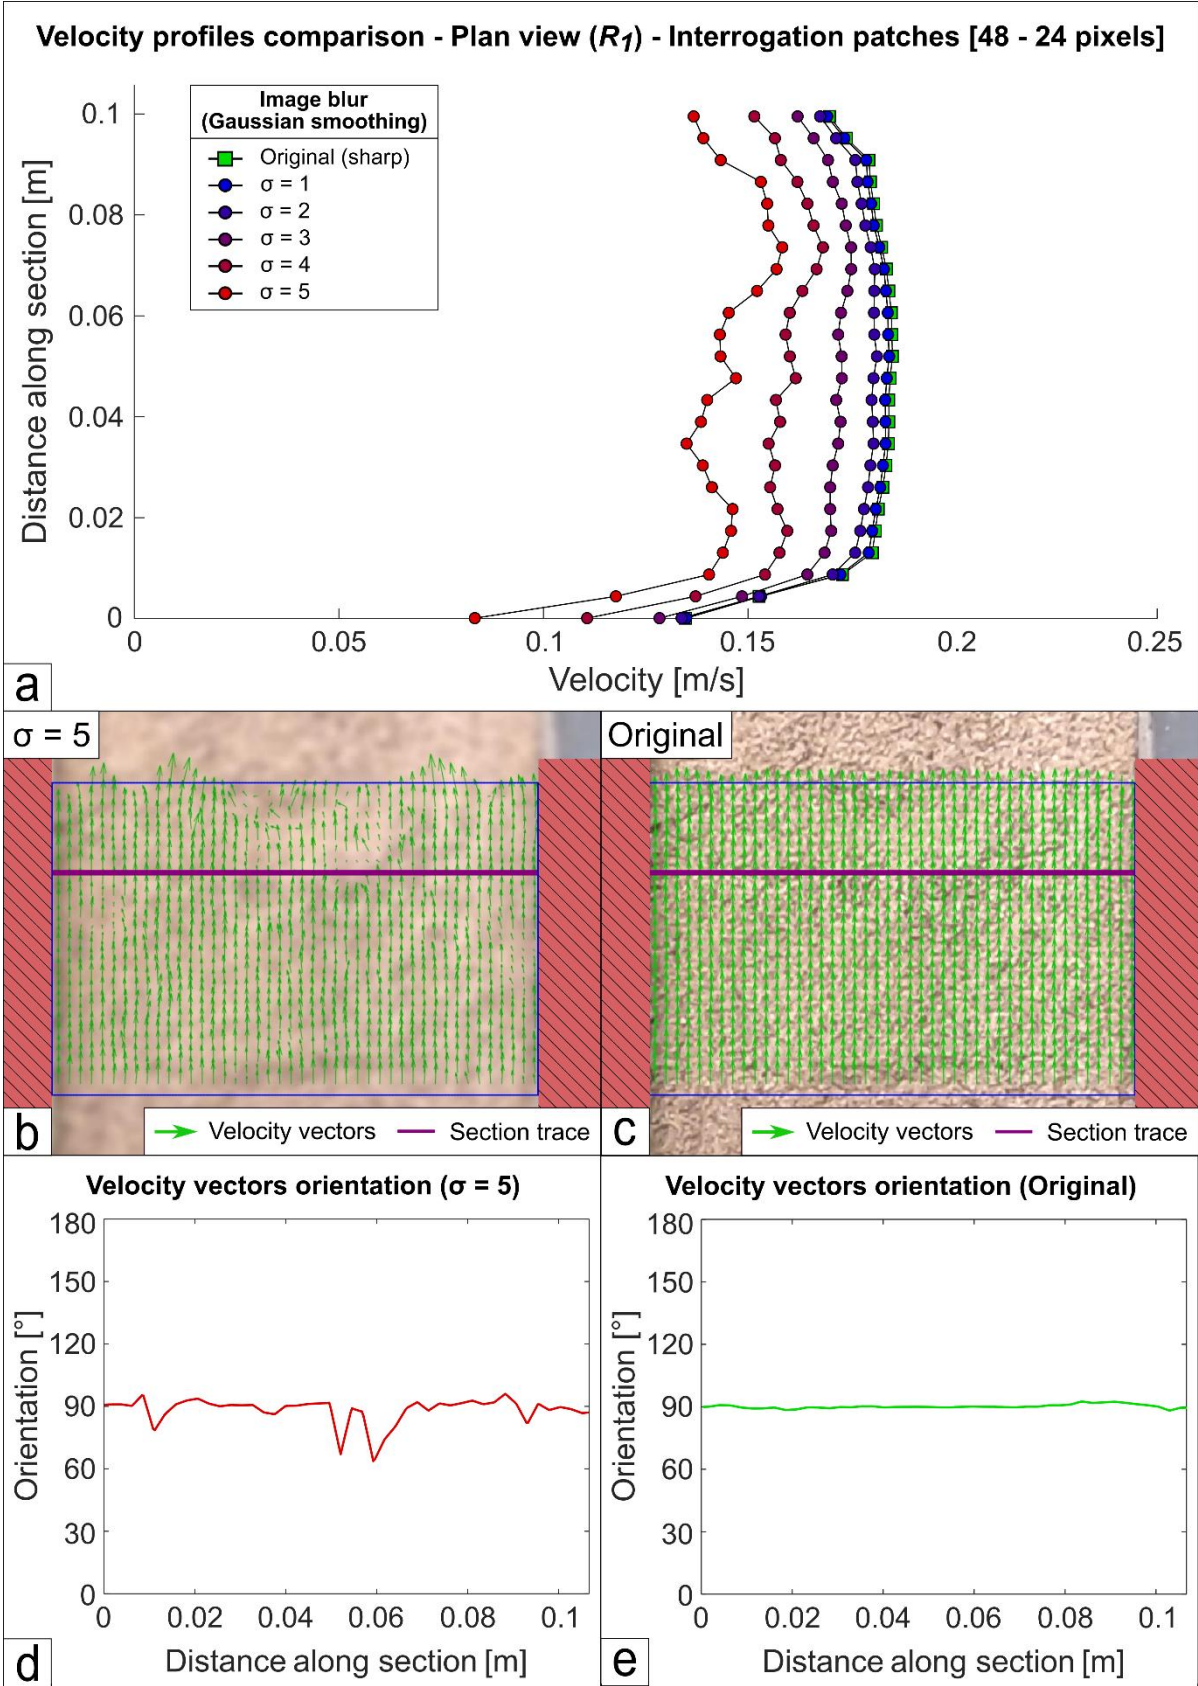 Velocity profiles comparison - Plan view (R₁) - Interrogation patches [48 - 24 pixels]
Image blur
(Gaussian smoothing)
Original (sharp)
σ = 1
σ = 2
σ = 3
σ = 4
σ = 5
Distance along section [m]
0.1
0.08
0.06
0.04
0.02
0
0
0.05
0.1
0.15
0.2
0.25
Velocity [m/s]
a
σ = 5
b
Velocity vectors
Section trace
Original
c
Velocity vectors
Section trace
Velocity vectors orientation (σ = 5)
Orientation [°]
180
150
120
90
60
30
0
0
0.02
0.04
0.06
0.08
0.1
Distance along section [m]
d
Velocity vectors orientation (Original)
Orientation [°]
180
150
120
90
60
30
0
0
0.02
0.04
0.06
0.08
0.1
Distance along section [m]
e